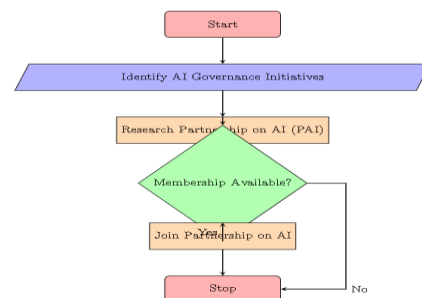 Start
Identify AI Governance Initiatives
Research Partnership on AI (PAI)
Membership Available?
Yes
Join Partnership on AI
Stop
No